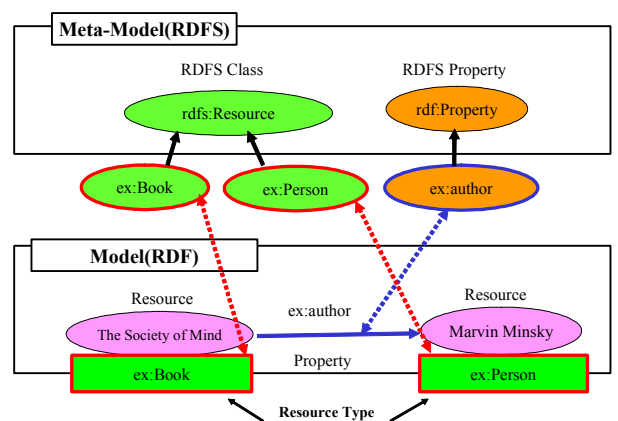 Meta-Model(RDFS)
RDFS Class
RDFS Property
rdfs:Resource
rdf:Property
ex:Book
ex:Person
ex:author
Model(RDF)
Resource
ex:author
Resource
The Society of Mind
Marvin Minsky
Property
ex:Book
ex:Person
Resource Type